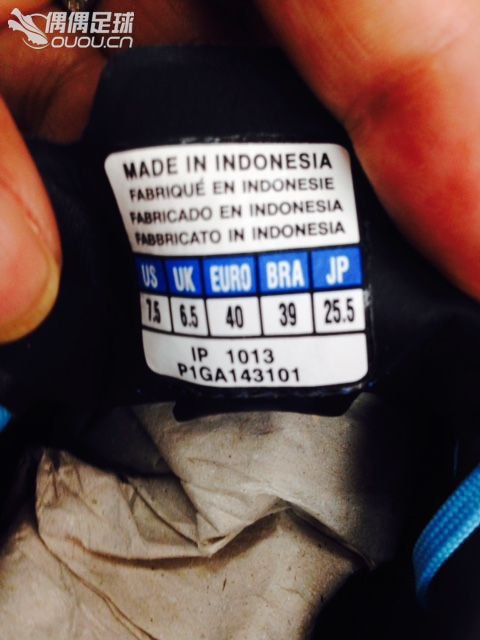 偶偶足球
OUOU.CN
MADE IN INDONESIA
FABRIQUÉ EN INDONESIE
FABRICADO EN INDONESIA
FABBRICATO IN INDONESIA
US UK EURO BRA JP
7.5 6.5 40 39 25.5
IP 1013
P1GA143101